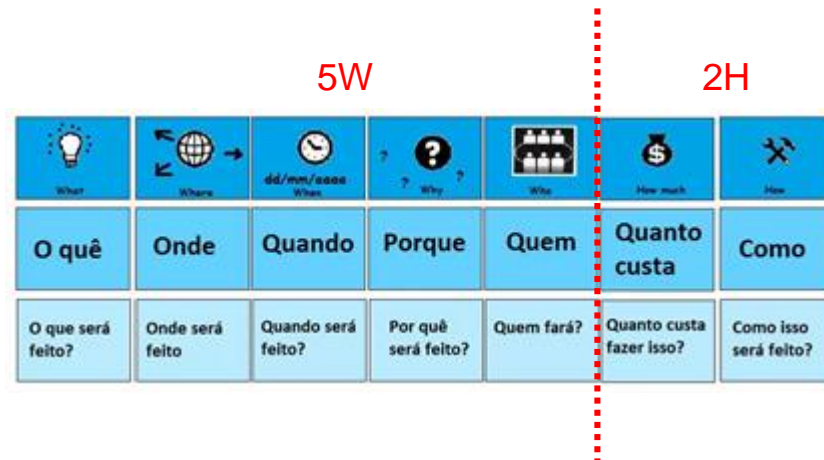 5W
2H
What
Where
dd/mm/aaaa
When
? ? ? ?
Why
Who
$
How much
How
O quê
Onde
Quando
Porque
Quem
Quanto
custa
Como
O que será
feito?
Onde será
feito
Quando será
feito?
Por quê
será feito?
Quem fará?
Quanto custa
fazer isso?
Como isso
será feito?